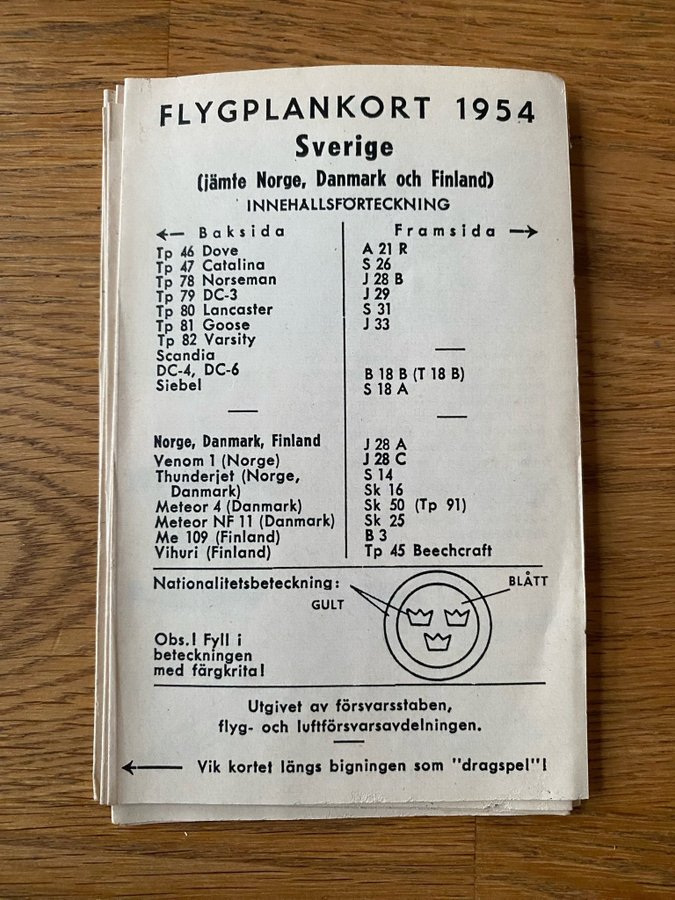 FLYGPLANKORT 1954
Sverige
(jämte Norge, Danmark och Finland)
INNEHALLSFÖRTECKNING
← Baksida
Tp 46 Dove
Tp 47 Catalina
Tp 78 Norseman
Tp 79 DC-3
Tp 80 Lancaster
Tp 81 Goose
Tp 82 Varsity
Scandia
DC-4, DC-6
Siebel
—
Norge, Danmark, Finland
Venom 1 (Norge)
Thunderjet (Norge,
Danmark)
Meteor 4 (Danmark)
Meteor NF 11 (Danmark)
Me 109 (Finland)
Vihuri (Finland)
Framsida →
A 21 R
S 26
J 28 B
J 29
S 31
J 33
—
B 18 B (T 18 B)
S 18 A
—
J 28 A
J 28 C
S 14
Sk 16
Sk 50 (Tp 91)
Sk 25
B 3
Tp 45 Beechcraft
Nationalitetsbeteckning:
GULT
BLÅTT
Obs.! Fyll i
beteckningen
med färgkrita!
Utgivet av försvarsstaben,
flyg- och luftförsvarsavdelningen.
—
← Vik kortet längs bigningen som "dragspel"!